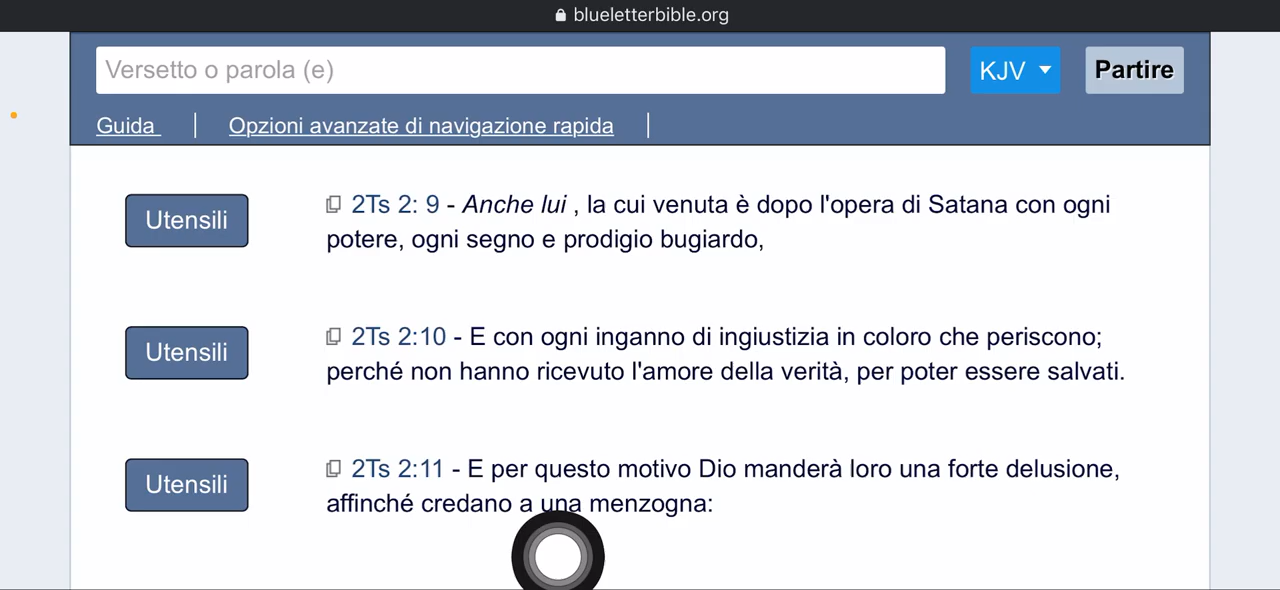 blueletterbible.org
Versetto o parola (e)
KJV
Partire
Guida
Opzioni avanzate di navigazione rapida
Utensili
2Ts 2: 9 - Anche lui , la cui venuta è dopo l'opera di Satana con ogni
potere, ogni segno e prodigio bugiardo,
Utensili
2Ts 2:10 - E con ogni inganno di ingiustizia in coloro che periscono;
perché non hanno ricevuto l'amore della verità, per poter essere salvati.
Utensili
2Ts 2:11 - E per questo motivo Dio manderà loro una forte delusione,
affinché credano a una menzogna: